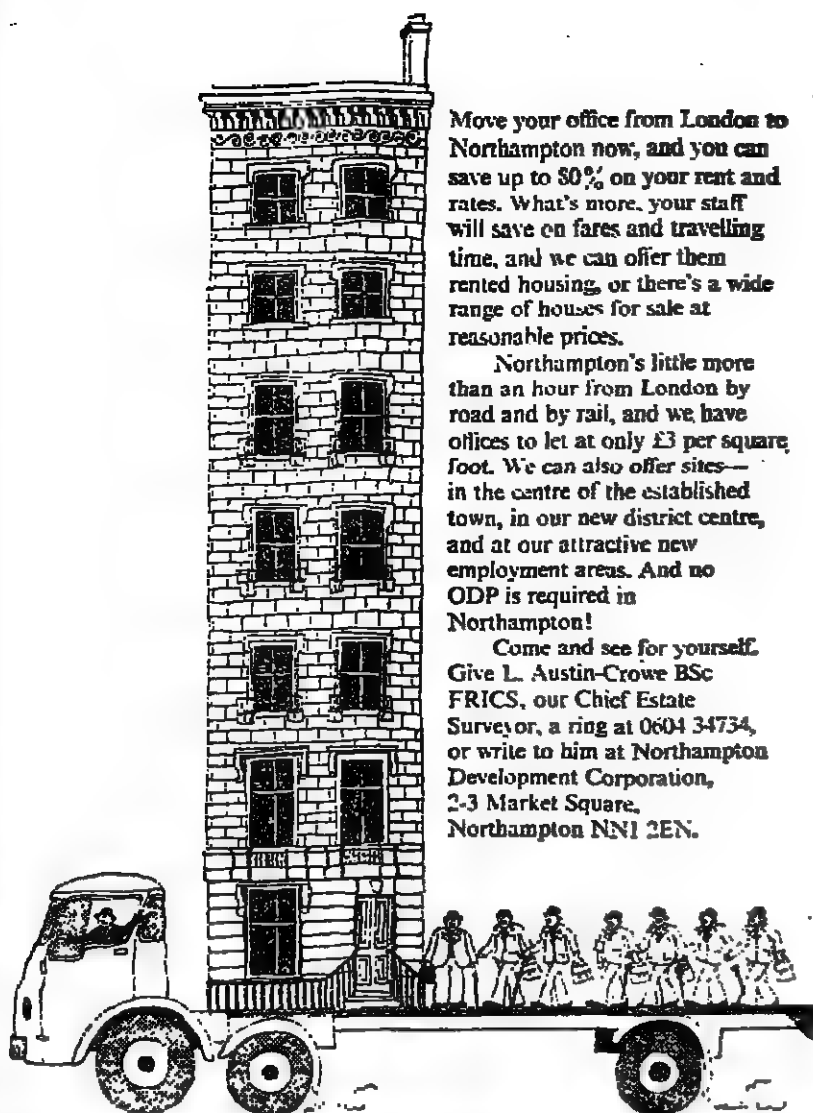 Move your office from London to
Northampton now, and you can
save up to 80% on your rent and
rates. What's more, your staff
will save on fares and travelling
time, and we can offer them
rented housing, or there's a wide
range of houses for sale at
reasonable prices.
Northampton's little more
than an hour from London by
road and by rail, and we have
offices to let at only £3 per square
foot. We can also offer sites—
in the centre of the established
town, in our new district centre,
and at our attractive new
employment areas. And no
ODP is required in
Northampton!
Come and see for yourself.
Give L. Austin-Crowe BSc
FRICS, our Chief Estate
Surveyor, a ring at 0604 34734,
or write to him at Northampton
Development Corporation,
2-3 Market Square,
Northampton NN1 2EN.